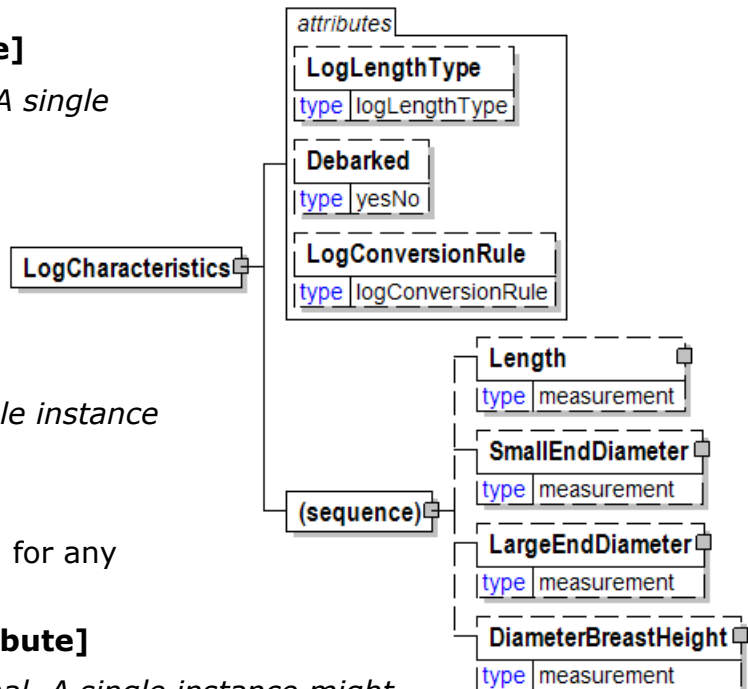 e]
A single
le instance
for any
bute]
al. A single instance might
attributes
LogLengthType
type logLengthType
Debarked
type yesNo
LogConversionRule
type logConversionRule
LogCharacteristics
(sequence)
Length
type measurement
SmallEndDiameter
type measurement
LargeEndDiameter
type measurement
DiameterBreastHeight
type measurement